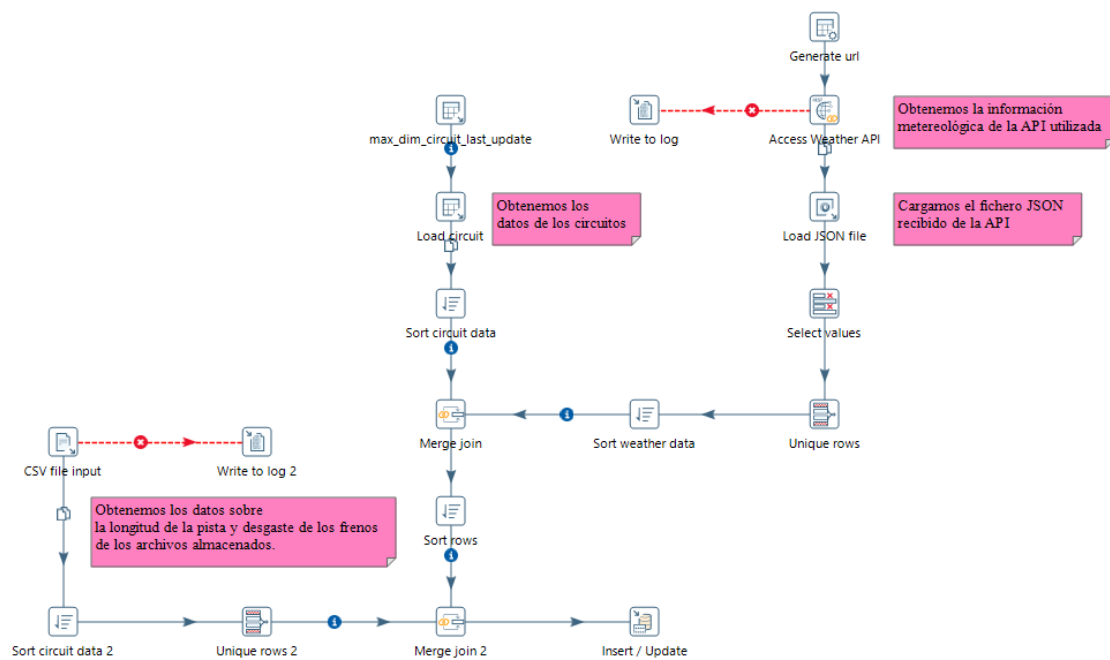 Generate url
max_dim_circuit_last_update
Write to log
Access Weather API
Obtenemos la información
metereológica de la API utilizada
Load circuit
Obtenemos los
datos de los circuitos
Load JSON file
Cargamos el fichero JSON
recibido de la API
Sort circuit data
Select values
Merge join
Sort weather data
Unique rows
CSV file input
Write to log 2
Obtenemos los datos sobre
la longitud de la pista y desgaste de los frenos
de los archivos almacenados.
Sort rows
Sort circuit data 2
Unique rows 2
Merge join 2
Insert / Update